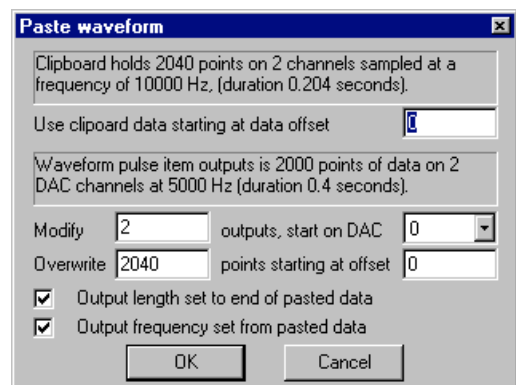 Paste waveform
Clipboard holds 2040 points on 2 channels sampled at a
frequency of 10000 Hz, (duration 0.204 seconds).
Use clipoard data starting at data offset 0
Waveform pulse item outputs is 2000 points of data on 2
DAC channels at 5000 Hz (duration 0.4 seconds).
Modify 2 outputs, start on DAC 0
Overwrite 2040 points starting at offset 0
Output length set to end of pasted data
Output frequency set from pasted data
OK Cancel